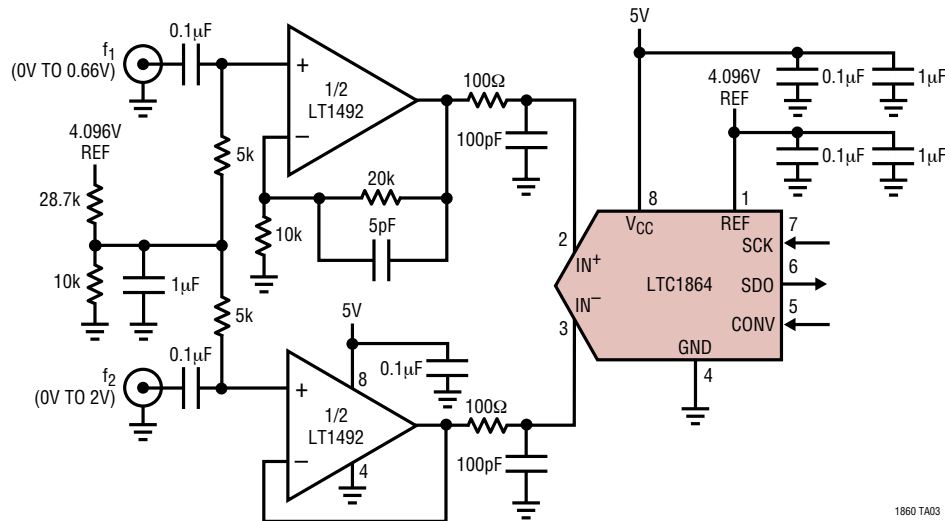 f1
(0V TO 0.66V)
0.1µF
+
1/2
LT1492
–
100Ω
100pF
5V
0.1µF
1µF
4.096V
REF
0.1µF
1µF
4.096V
REF
28.7k
5k
20k
5pF
10k
10k
1µF
5k
8
VCC
1
REF
7
SCK
2
IN+
LTC1864
6
SDO
IN–
3
5
CONV
GND
4
f2
(0V TO 2V)
0.1µF
5V
8
0.1µF
+
1/2
LT1492
–
4
100Ω
100pF
1860 TA03